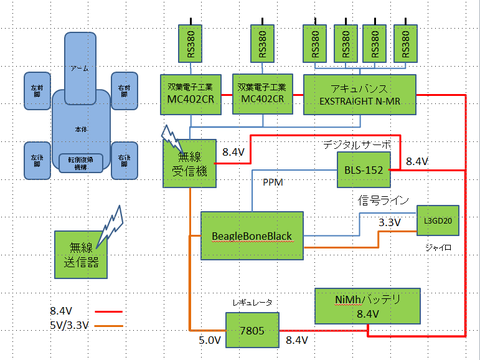 RS380
RS380
RS380
RS380
RS380
RS380
双葉電子工業
MC402CR
双葉電子工業
MC402CR
アキュバンス
EXSTRAIGHT N-MR
アーム
左前
脚
右前
脚
本体
左後
脚
右後
脚
転倒復帰
機構
無線
受信機
8.4V
デジタルサーボ
BLS-152
8.4V
PPM
信号ライン
BeagleBoneBlack
3.3V
L3GD20
ジャイロ
無線
送信器
8.4V
5V/3.3V
レギュレータ
7805
5.0V
8.4V
NiMhバッテリ
8.4V